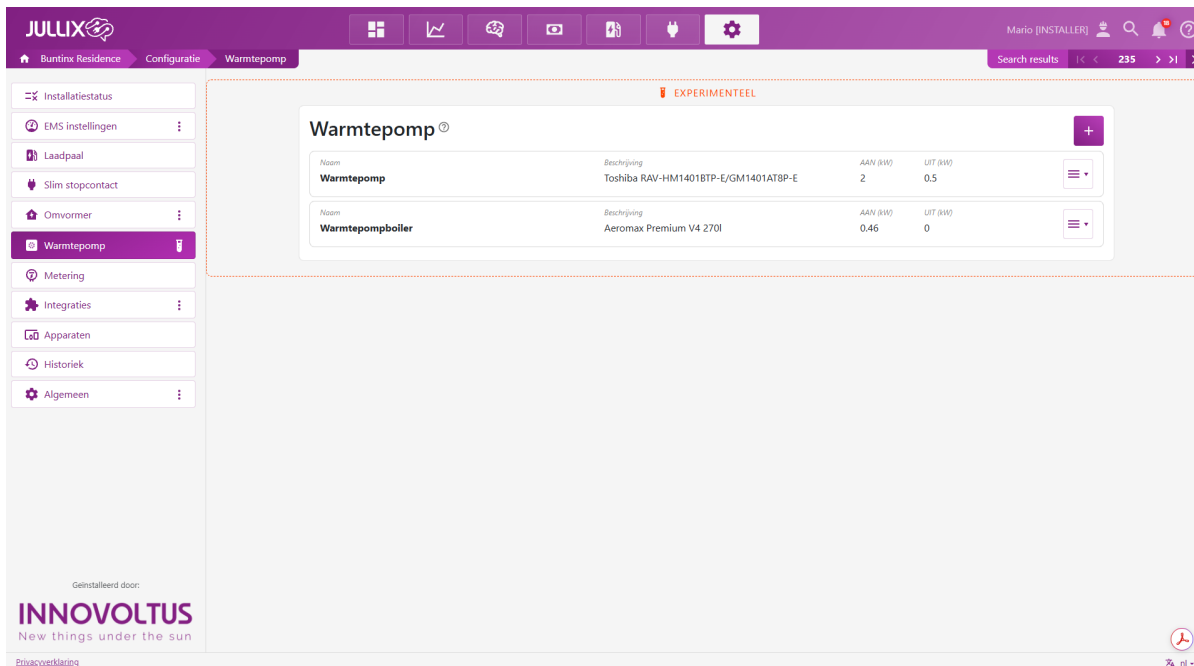 JULLIX
Mario [INSTALLER]
18
Buntinx Residence
Configuratie
Warmtepomp
Search results
235
Installatiestatus
EMS instellingen
Laadpaal
Slim stopcontact
Omvormer
Warmtepomp
Metering
Integraties
Apparaten
Historiek
Algemeen
EXPERIMENTEEL
Warmtepomp
+
Naam Beschrijving AAN (kW) UIT (kW)
Warmtepomp Toshiba RAV-HM1401BTP-E/GM1401AT8P-E 2 0.5
Naam Beschrijving AAN (kW) UIT (kW)
Warmtepompboiler Aeromax Premium V4 270l 0.46 0
Geïnstalleerd door:
INNOVOLTUS
New things under the sun
Privacyverklaring
nl